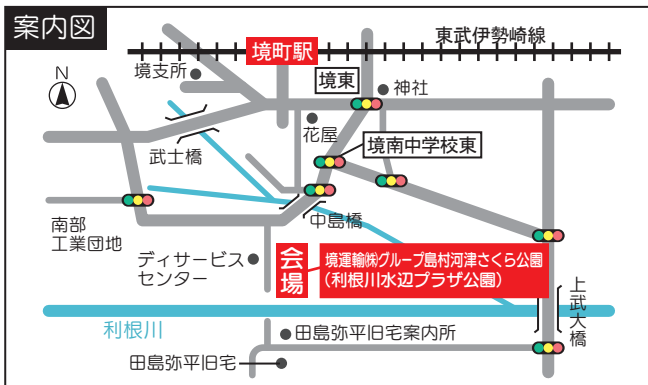 案内図
東武伊勢崎線
境町駅
N
境支所
境東
神社
花屋
武士橋
境南中学校東
南部
工業団地
中島橋
ディサービス
センター
会場
境運輸㈱グループ島村河津さくら公園
(利根川水辺プラザ公園)
上武大橋
利根川
田島弥平旧宅案内所
田島弥平旧宅